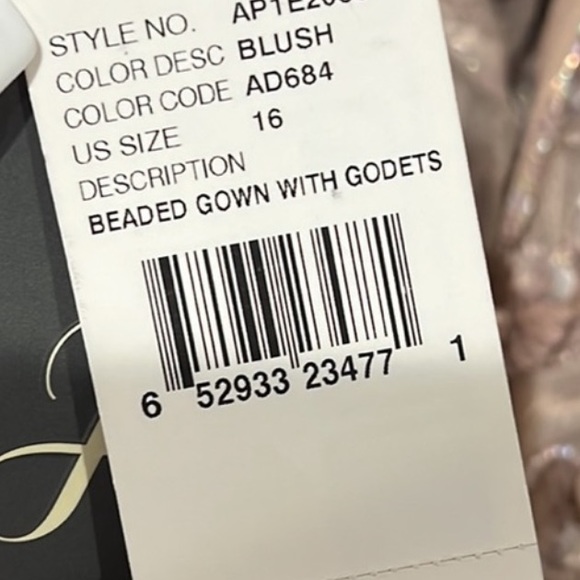 STYLE NO.
COLOR DESC BLUSH
COLOR CODE AD684
US SIZE 16
DESCRIPTION
BEADED GOWN WITH GODETS
6 52933 23477 1